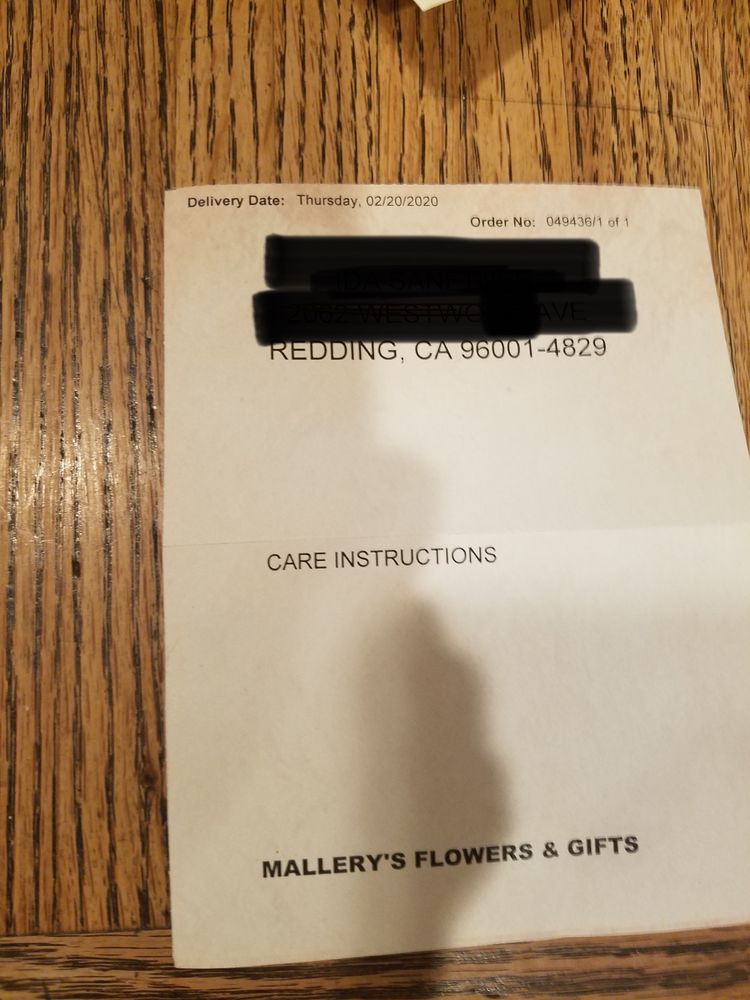 Delivery Date: Thursday, 02/20/2020
Order No: 049436/1 of 1
REDDING, CA 96001-4829
CARE INSTRUCTIONS
MALLERY'S FLOWERS & GIFTS